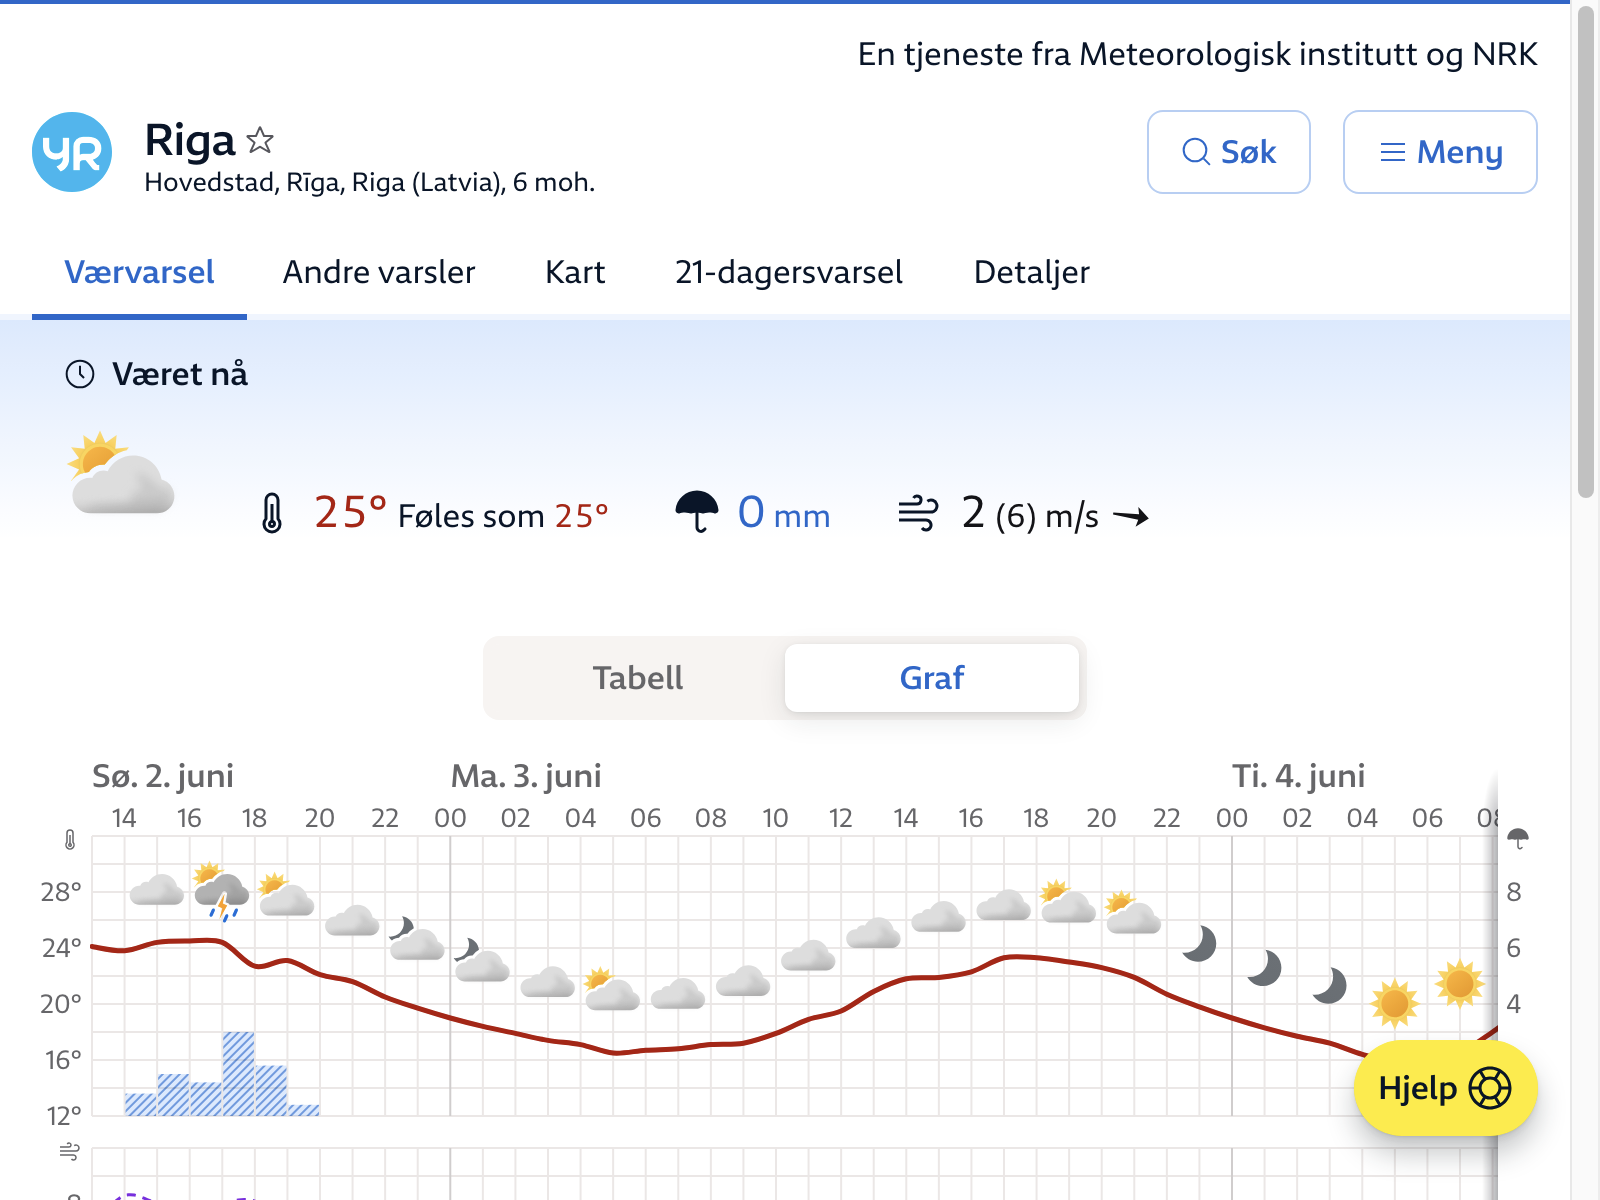 En tjeneste fra Meteorologisk institutt og NRK
YR
Riga
Hovedstad, Rīga, Riga (Latvia), 6 moh.
Søk
Meny
Værvarsel Andre varsler Kart 21-dagersvarsel Detaljer
Været nå
25° Føles som 25° 0 mm 2 (6) m/s
Tabell Graf
Sø. 2. juni Ma. 3. juni Ti. 4. juni
14 16 18 20 22 00 02 04 06 08 10 12 14 16 18 20 22 00 02 04 06
28° 8
24° 6
20° 4
16°
12°
Hjelp